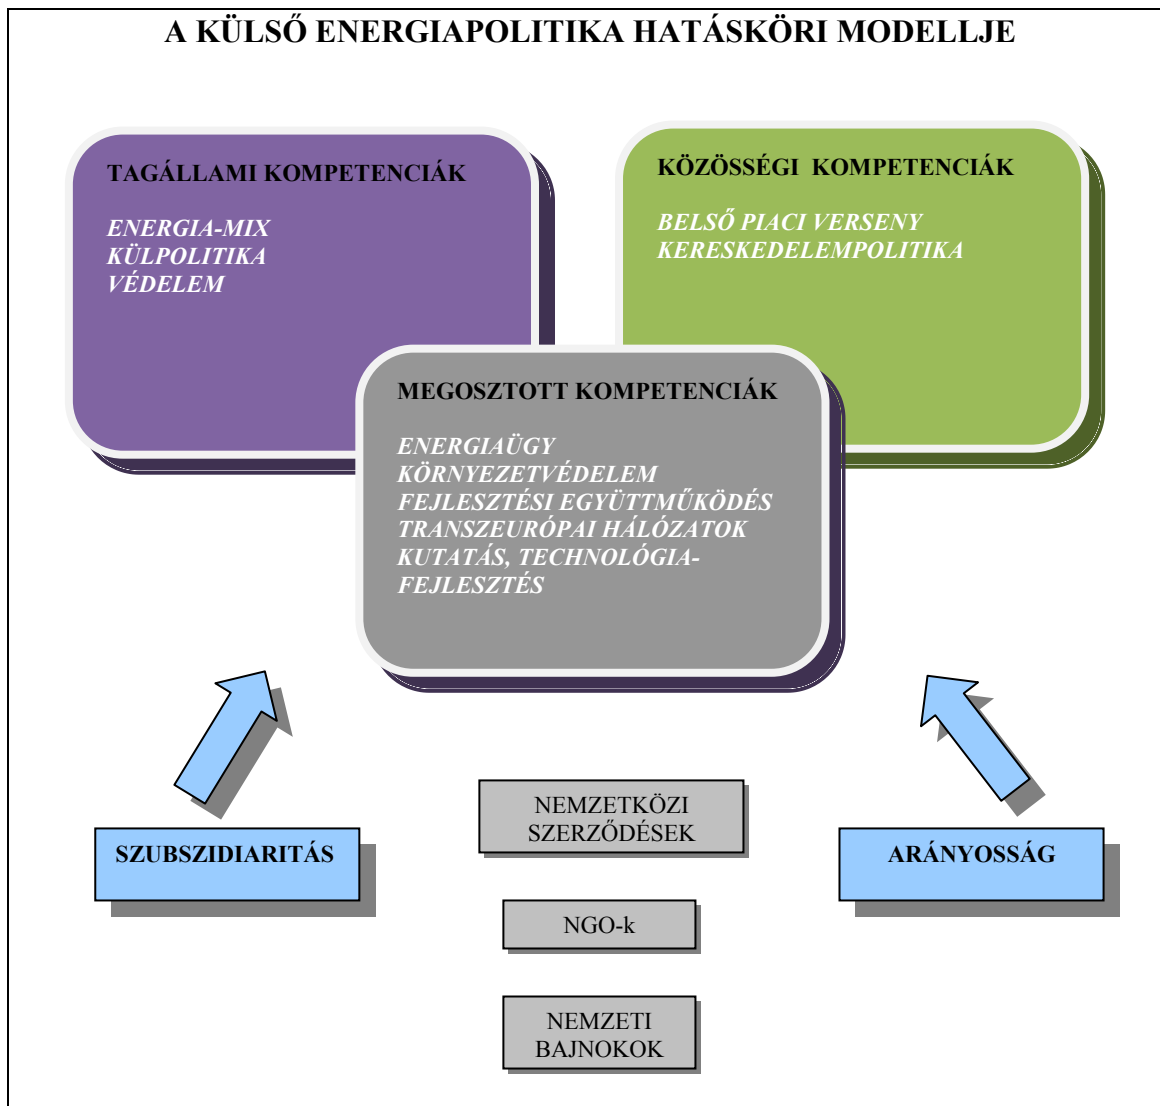 A KÜLSŐ ENERGIAPOLITIKA HATÁSKÖRI MODELLJE
TAGÁLLAMI KOMPETENCIÁK
ENERGIA-MIX
KÜLPOLITIKA
VÉDELEM
KÖZÖSSÉGI KOMPETENCIÁK
BELSŐ PIACI VERSENY
KERESKEDELEMPOLITIKA
MEGOSZTOTT KOMPETENCIÁK
ENERGIAÜGY
KÖRNYEZETVÉDELEM
FEJLESZTÉSI EGYÜTTMŰKÖDÉS
TRANSZEURÓPAI HÁLÓZATOK
KUTATÁS, TECHNOLÓGIA-
FEJLESZTÉS
SZUBSZIDIARITÁS
NEMZETKÖZI
SZERZŐDÉSEK
ARÁNYOSSÁG
NGO-k
NEMZETI
BAJNOKOK